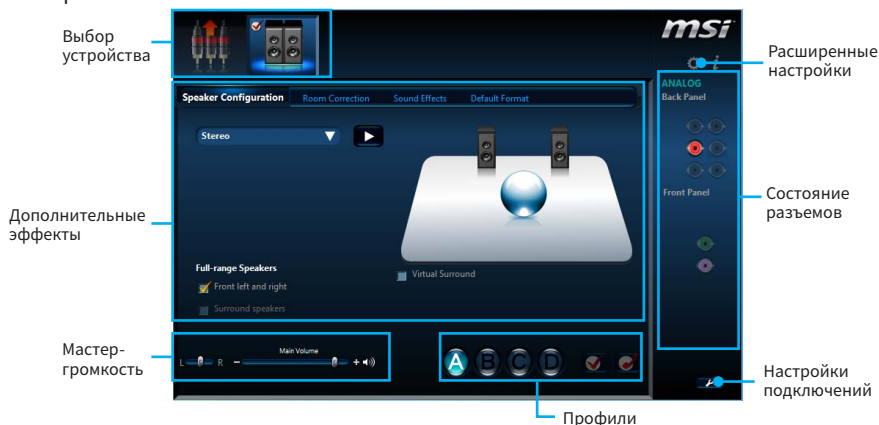 Выбор
устройства
msi
Расширенные
настройки
ANALOG
Back Panel
Speaker Configuration
Room Correction
Sound Effects
Default Format
Stereo
Front Panel
Состояние
разъемов
Дополнительные
эффекты
Full-range Speakers
Front left and right
Surround speakers
Virtual Surround
Мастер-
громкость
Main Volume
L R - +
A B C D
Настройки
подключений
Профили